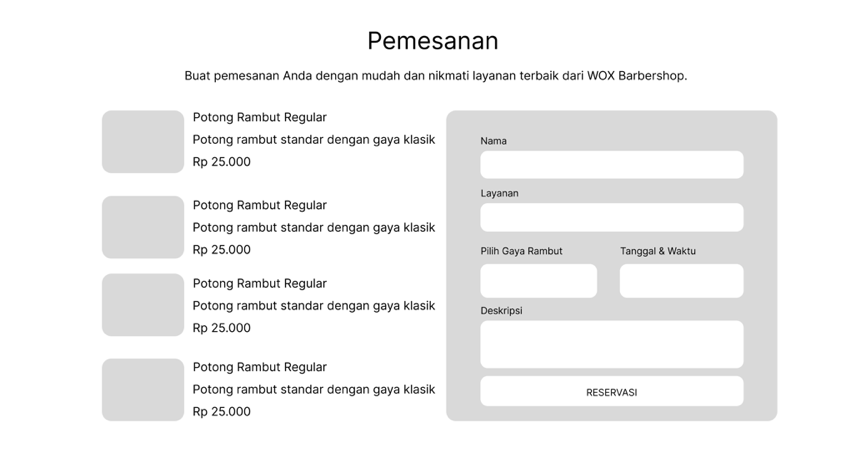 Pemesanan
Buat pemesanan Anda dengan mudah dan nikmati layanan terbaik dari WOX Barbershop.
Potong Rambut Regular
Potong rambut standar dengan gaya klasik
Rp 25.000
Potong Rambut Regular
Potong rambut standar dengan gaya klasik
Rp 25.000
Potong Rambut Regular
Potong rambut standar dengan gaya klasik
Rp 25.000
Potong Rambut Regular
Potong rambut standar dengan gaya klasik
Rp 25.000
Nama
Layanan
Pilih Gaya Rambut
Tanggal & Waktu
Deskripsi
RESERVASI